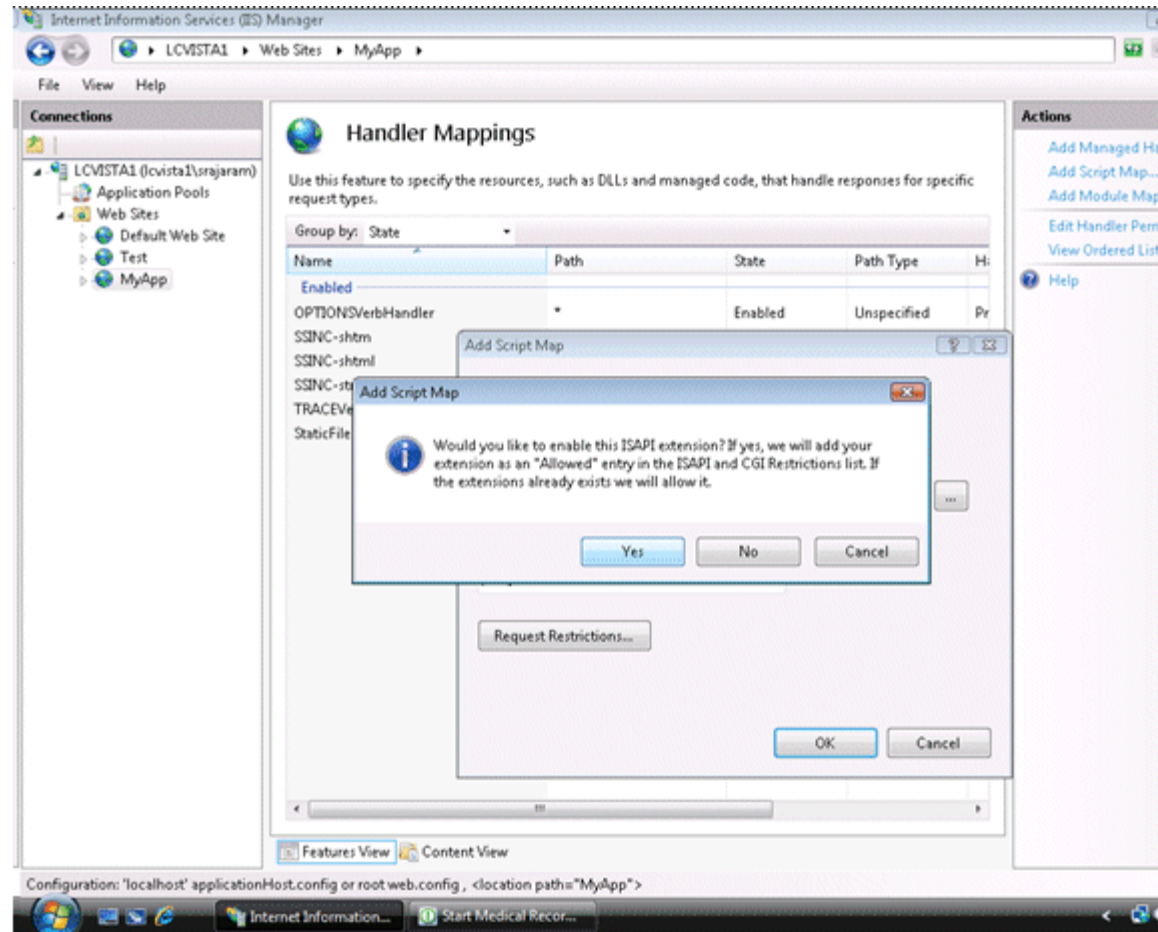 Internet Information Services (IIS) Manager
LCVISTA1 Web Sites MyApp
File View Help
Connections
LCVISTA1 (lcvista1\srajaram)
Application Pools
Web Sites
Default Web Site
Test
MyApp
Handler Mappings
Use this feature to specify the resources, such as DLLs and managed code, that handle responses for specific
request types.
Group by: State
Name Path State Path Type
Enabled
OPTIONSVerbHandler * Enabled Unspecified Pr
SSINC-shtm
SSINC-shtml
SSINC-st
TRACEVe
StaticFile
Add Script Map
Add Script Map
Would you like to enable this ISAPI extension? If yes, we will add your
extension as an "Allowed" entry in the ISAPI and CGI Restrictions list. If
the extensions already exists we will allow it.
...
Yes No Cancel
Request Restrictions...
OK Cancel
Features View Content View
Actions
Add Managed Ha
Add Script Map...
Add Module Map
Edit Handler Perm
View Ordered List
Help
Configuration: 'localhost' applicationHost.config or root web.config , <location path="MyApp">
Internet Information... Start Medical Recor...